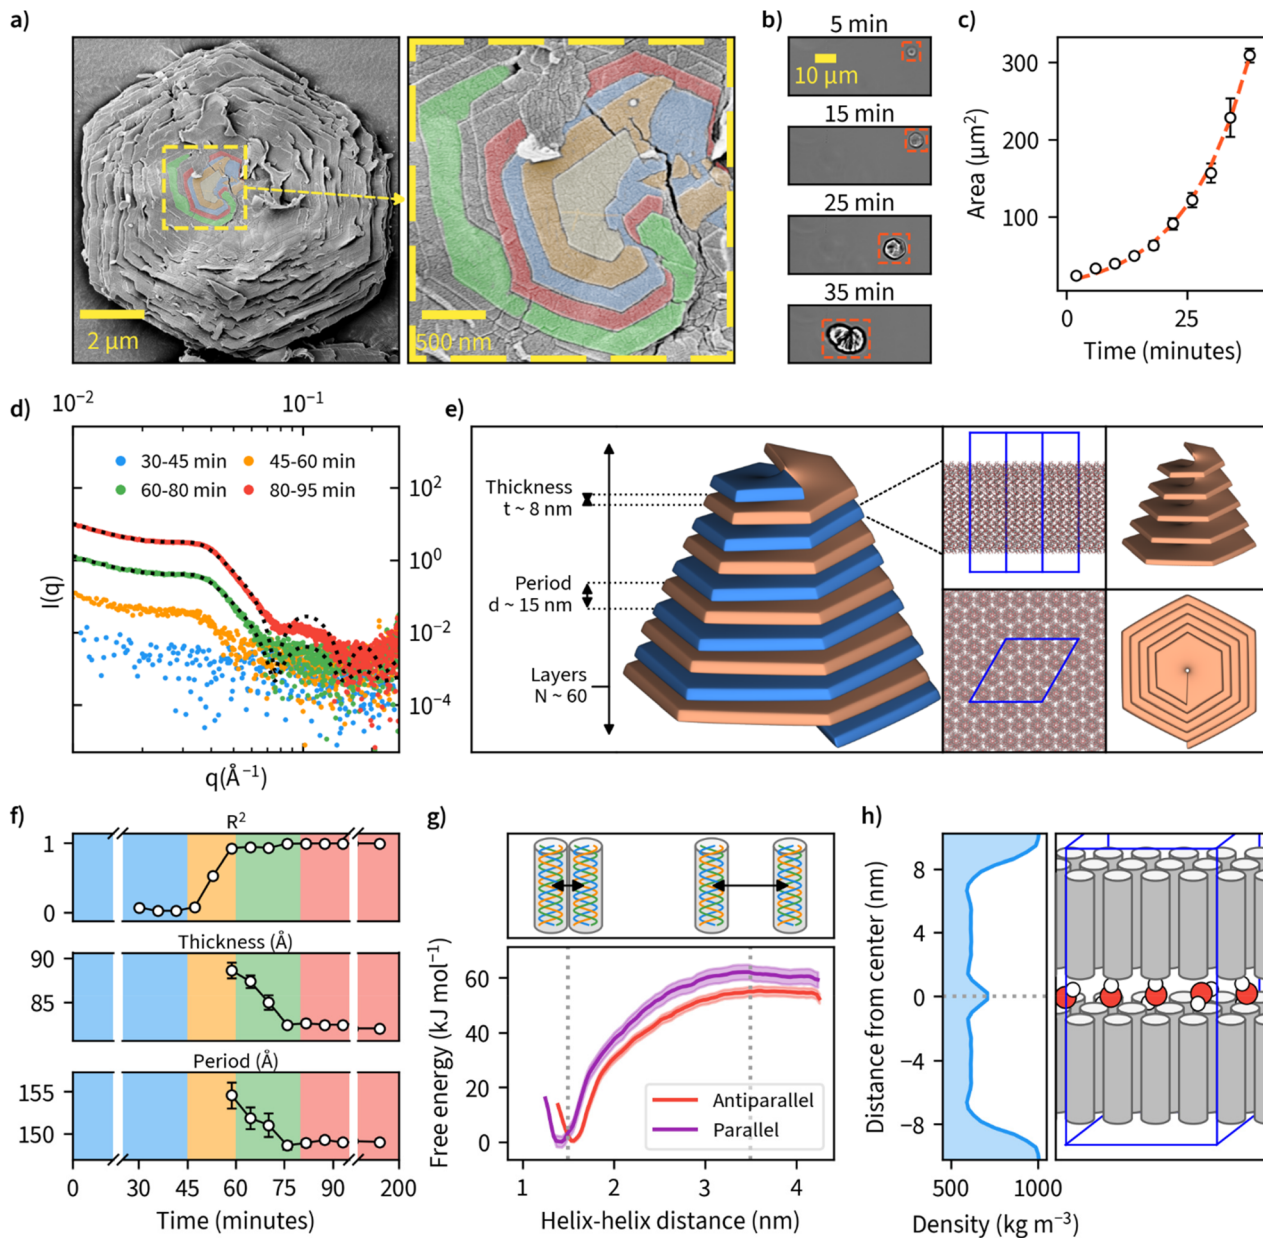 a)
2 μm
500 nm
b)
5 min
10 μm
15 min
25 min
35 min
c)
300
200
100
Area (μm²)
0
25
Time (minutes)
d)
10⁻²
10⁻¹
30-45 min
45-60 min
60-80 min
80-95 min
10²
10⁰
10⁻²
10⁻⁴
I(q)
q(Å⁻¹)
e)
Thickness
t ~ 8 nm
Period
d ~ 15 nm
Layers
N ~ 60
f)
R²
1
0
Thickness (Å)
90
85
Period (Å)
155
150
0
30
45
60
75
200
Time (minutes)
g)
Free energy (kJ mol⁻¹)
60
40
20
0
Antiparallel
Parallel
1
2
3
4
Helix-helix distance (nm)
h)
Distance from center (nm)
8
4
0
−4
−8
500
1000
Density (kg m⁻³)